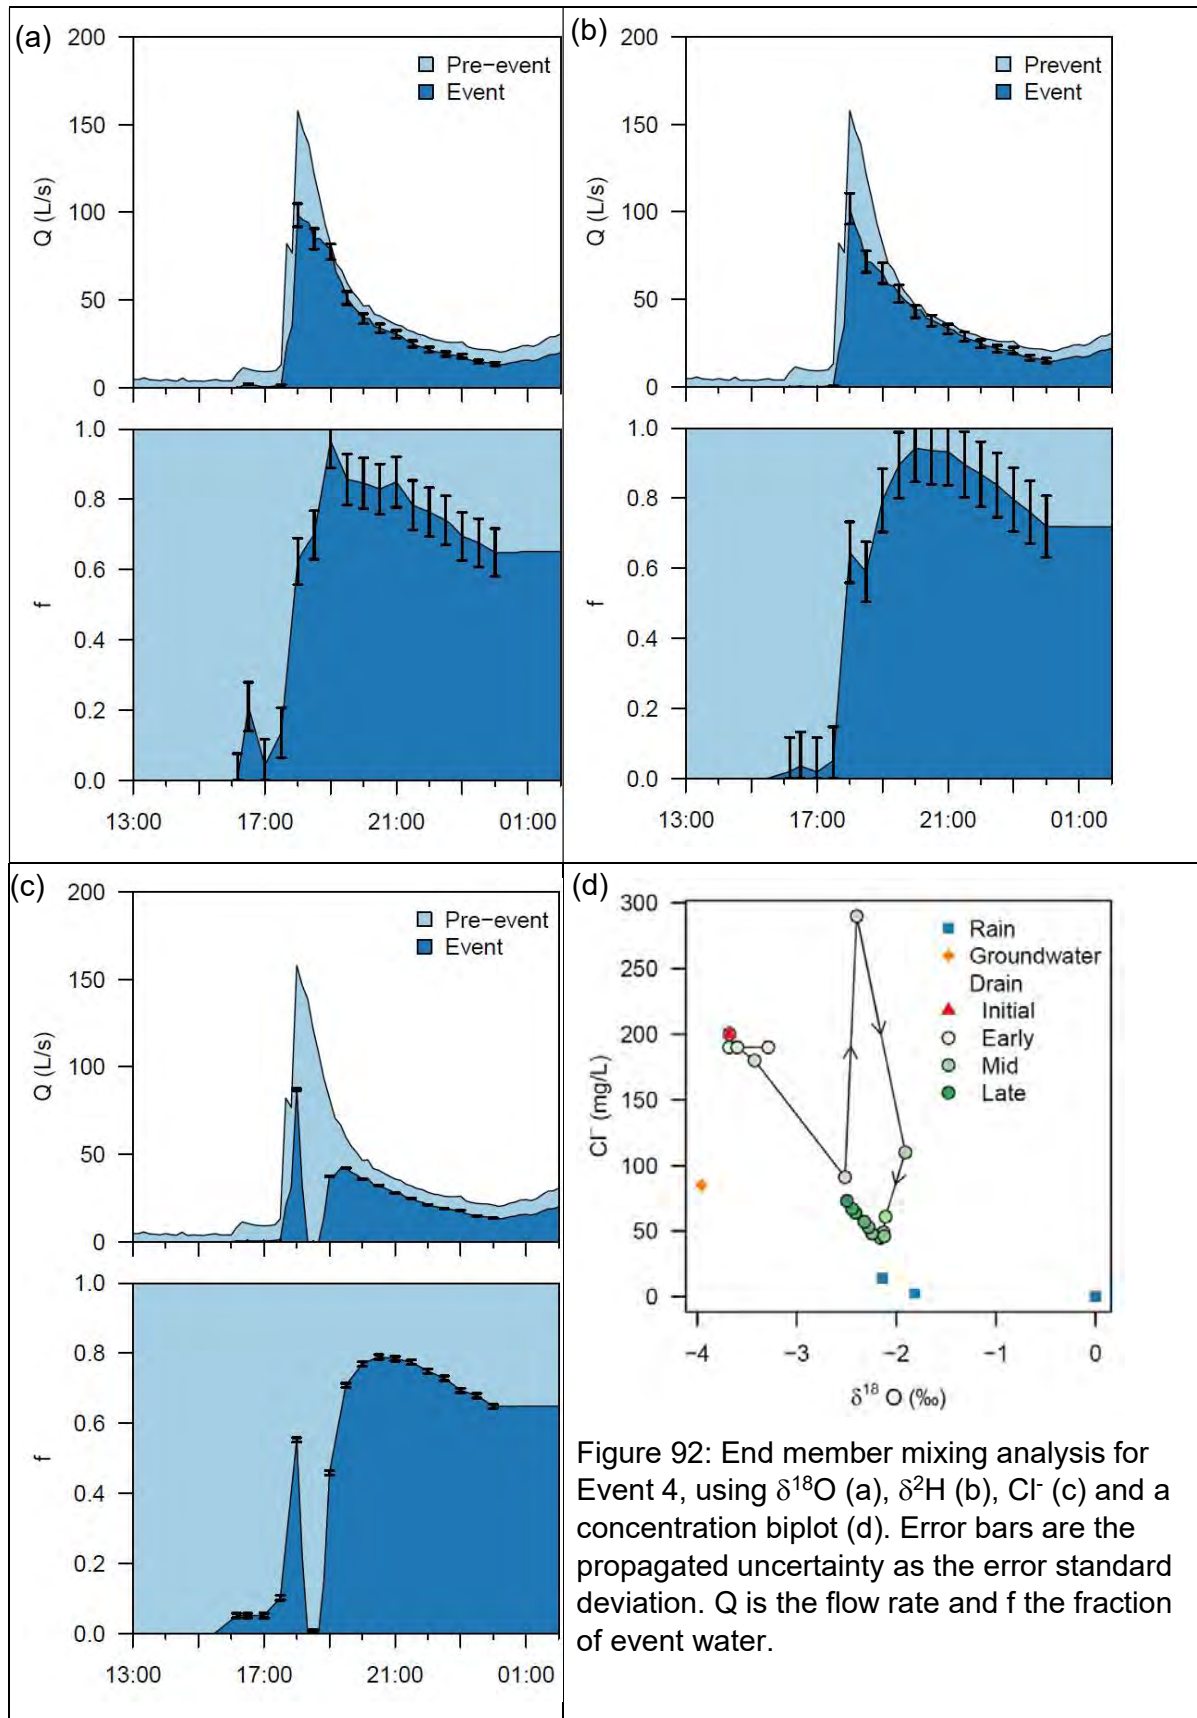 (a)
200
150
100
50
0
Q (L/s)
Pre−event
Event
1.0
0.8
0.6
0.4
0.2
0.0
f
13:00 17:00 21:00 01:00
(b)
200
150
100
50
0
Q (L/s)
Prevent
Event
1.0
0.8
0.6
0.4
0.2
0.0
f
13:00 17:00 21:00 01:00
(c)
200
150
100
50
0
Q (L/s)
Pre−event
Event
1.0
0.8
0.6
0.4
0.2
0.0
f
13:00 17:00 21:00 01:00
(d)
300
250
200
150
100
50
0
Cl⁻ (mg/L)
Rain
Groundwater
Drain
Initial
Early
Mid
Late
−4 −3 −2 −1 0
δ¹⁸ O (‰)
Figure 92: End member mixing analysis for
Event 4, using δ¹⁸O (a), δ²H (b), Cl⁻ (c) and a
concentration biplot (d). Error bars are the
propagated uncertainty as the error standard
deviation. Q is the flow rate and f the fraction
of event water.